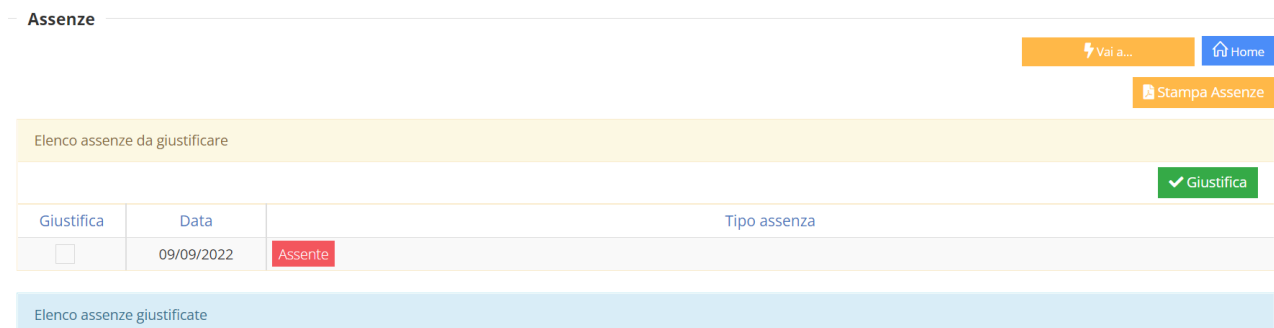 Assenze
Vai a...
Home
Stampa Assenze
Elenco assenze da giustificare
Giustifica
Giustifica Data Tipo assenza
09/09/2022 Assente
Elenco assenze giustificate